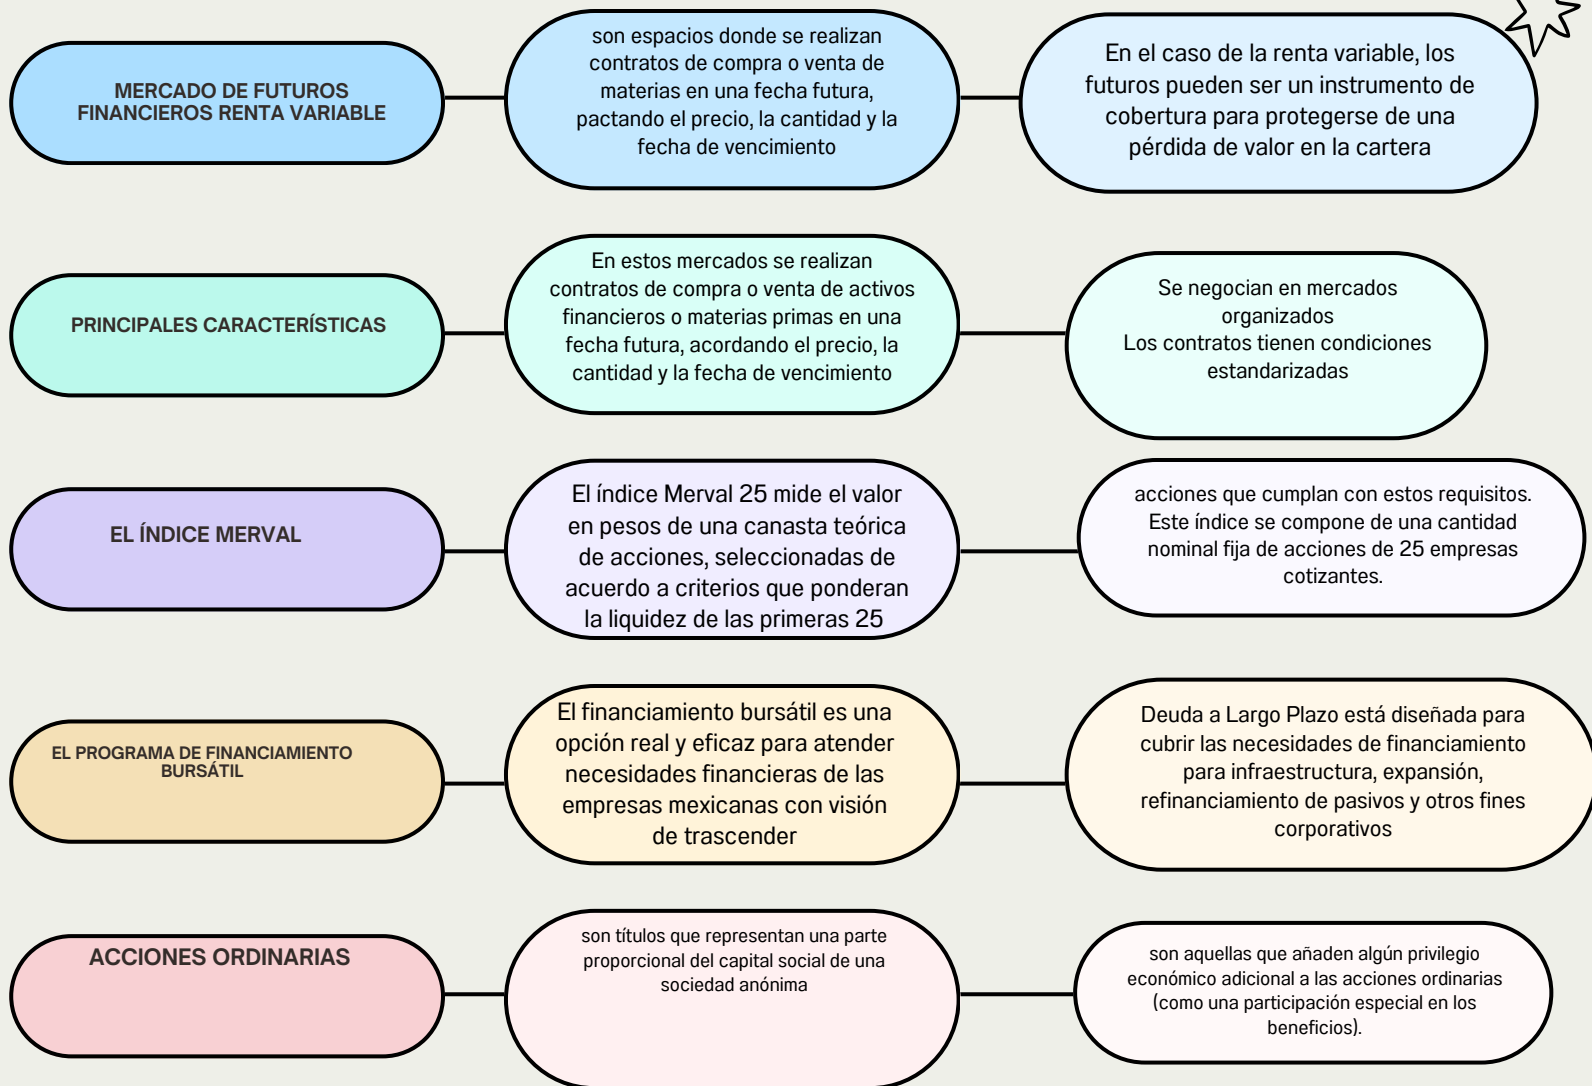 MERCADO DE FUTUROS
FINANCIEROS RENTA VARIABLE
son espacios donde se realizan
contratos de compra o venta de
materias en una fecha futura,
pactando el precio, la cantidad y la
fecha de vencimiento
En el caso de la renta variable, los
futuros pueden ser un instrumento de
cobertura para protegerse de una
pérdida de valor en la cartera
PRINCIPALES CARACTERÍSTICAS
En estos mercados se realizan
contratos de compra o venta de activos
financieros o materias primas en una
fecha futura, acordando el precio, la
cantidad y la fecha de vencimiento
Se negocian en mercados
organizados
Los contratos tienen condiciones
estandarizadas
EL ÍNDICE MERVAL
El índice Merval 25 mide el valor
en pesos de una canasta teórica
de acciones, seleccionadas de
acuerdo a criterios que ponderan
la liquidez de las primeras 25
acciones que cumplan con estos requisitos.
Este índice se compone de una cantidad
nominal fija de acciones de 25 empresas
cotizantes.
EL PROGRAMA DE FINANCIAMIENTO
BURSÁTIL
El financiamiento bursátil es una
opción real y eficaz para atender
necesidades financieras de las
empresas mexicanas con visión
de trascender
Deuda a Largo Plazo está diseñada para
cubrir las necesidades de financiamiento
para infraestructura, expansión,
refinanciamiento de pasivos y otros fines
corporativos
ACCIONES ORDINARIAS
son títulos que representan una parte
proporcional del capital social de una
sociedad anónima
son aquellas que añaden algún privilegio
económico adicional a las acciones ordinarias
(como una participación especial en los
beneficios).